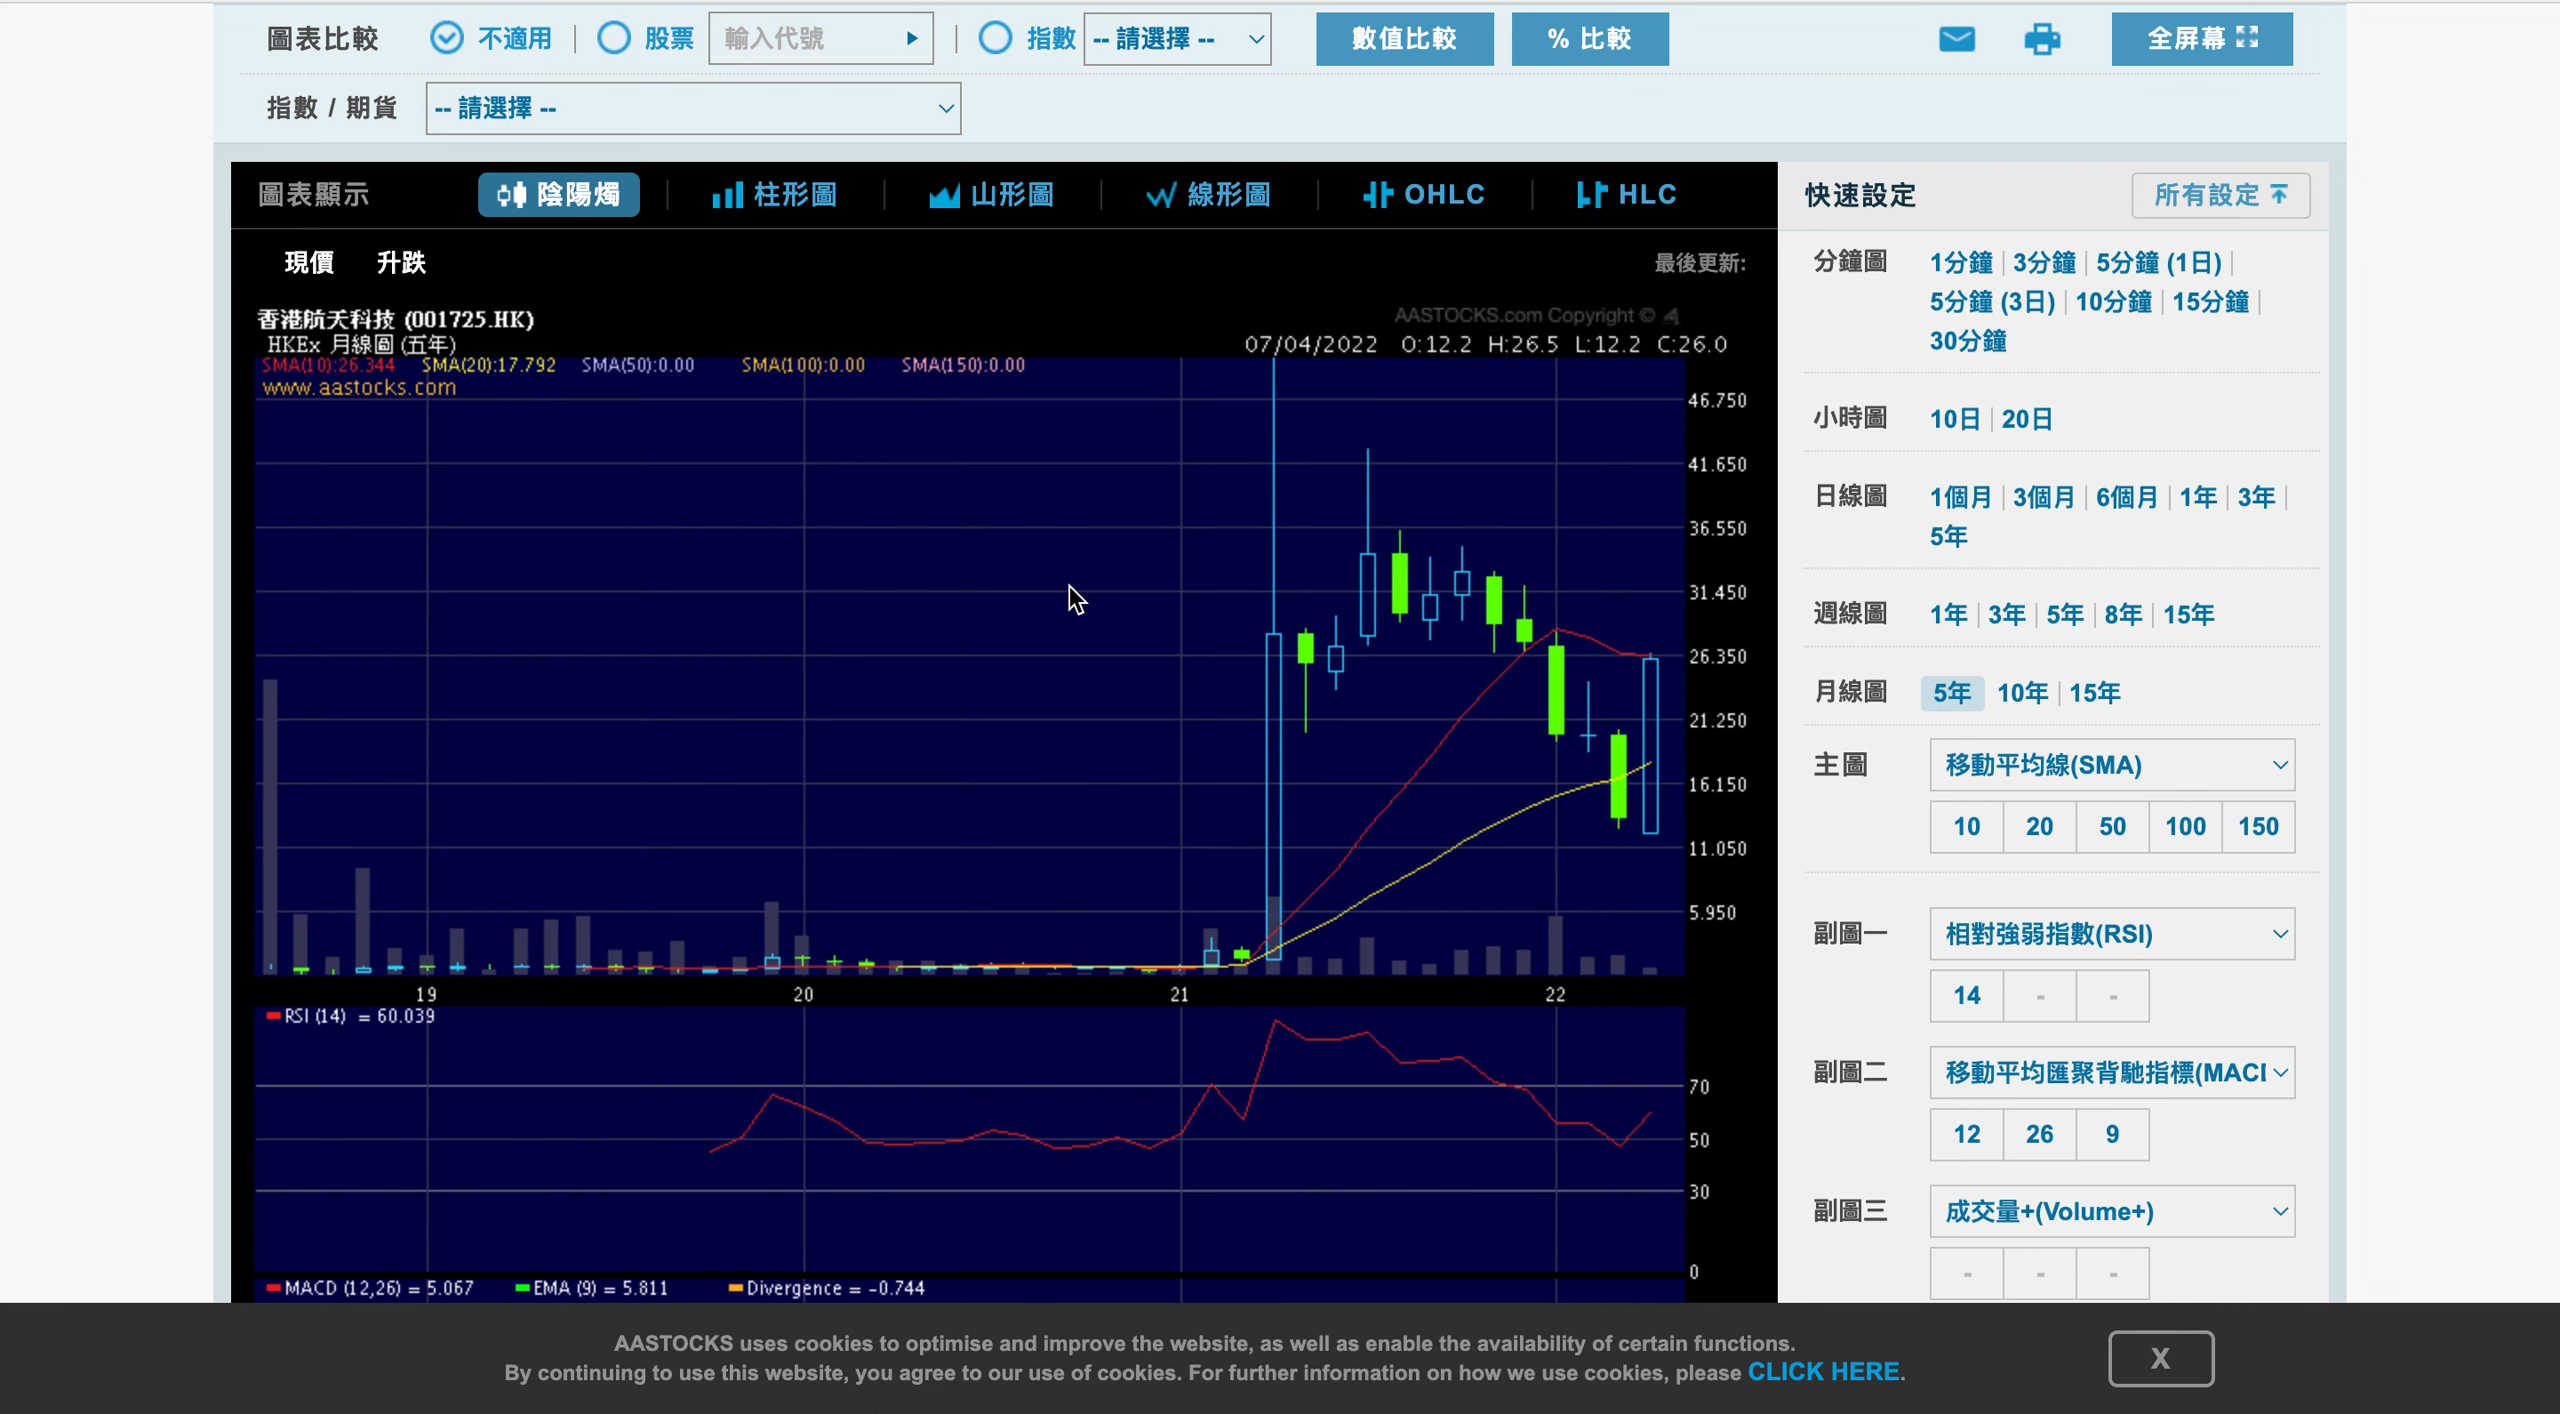 圖表比較 不適用 | 股票 輸入代號 | 指數 -- 請選擇 -- 數值比較 % 比較 全屏幕
指數 / 期貨 -- 請選擇 --
圖表顯示 陰陽燭 柱形圖 山形圖 線形圖 OHLC HLC
現價 升跌 最後更新:
AASTOCKS.com Copyright ©
香港航天科技 (001725.HK)
HKEx 月線圖 (五年) 07/04/2022 O:12.2 H:26.5 L:12.2 C:26.0
SMA(10):26.344 SMA(20):17.792 SMA(50):0.00 SMA(100):0.00 SMA(150):0.00
www.aastocks.com
46.750
41.650
36.550
31.450
26.350
21.250
16.150
11.050
5.950
19 20 21 22
RSI (14) = 60.039
70
50
30
0
MACD (12,26) = 5.067 EMA (9) = 5.811 Divergence = -0.744
快速設定 所有設定
分鐘圖 1分鐘 | 3分鐘 | 5分鐘 (1日) |
5分鐘 (3日) | 10分鐘 | 15分鐘 |
30分鐘
小時圖 10日 | 20日
日線圖 1個月 | 3個月 | 6個月 | 1年 | 3年 |
5年
週線圖 1年 | 3年 | 5年 | 8年 | 15年
月線圖 5年 10年 | 15年
主圖 移動平均線(SMA)
10 20 50 100 150
副圖一 相對強弱指數(RSI)
14 - -
副圖二 移動平均匯聚背馳指標(MACI
12 26 9
副圖三 成交量+(Volume+)
- - -
AASTOCKS uses cookies to optimise and improve the website, as well as enable the availability of certain functions.
By continuing to use this website, you agree to our use of cookies. For further information on how we use cookies, please CLICK HERE.
X